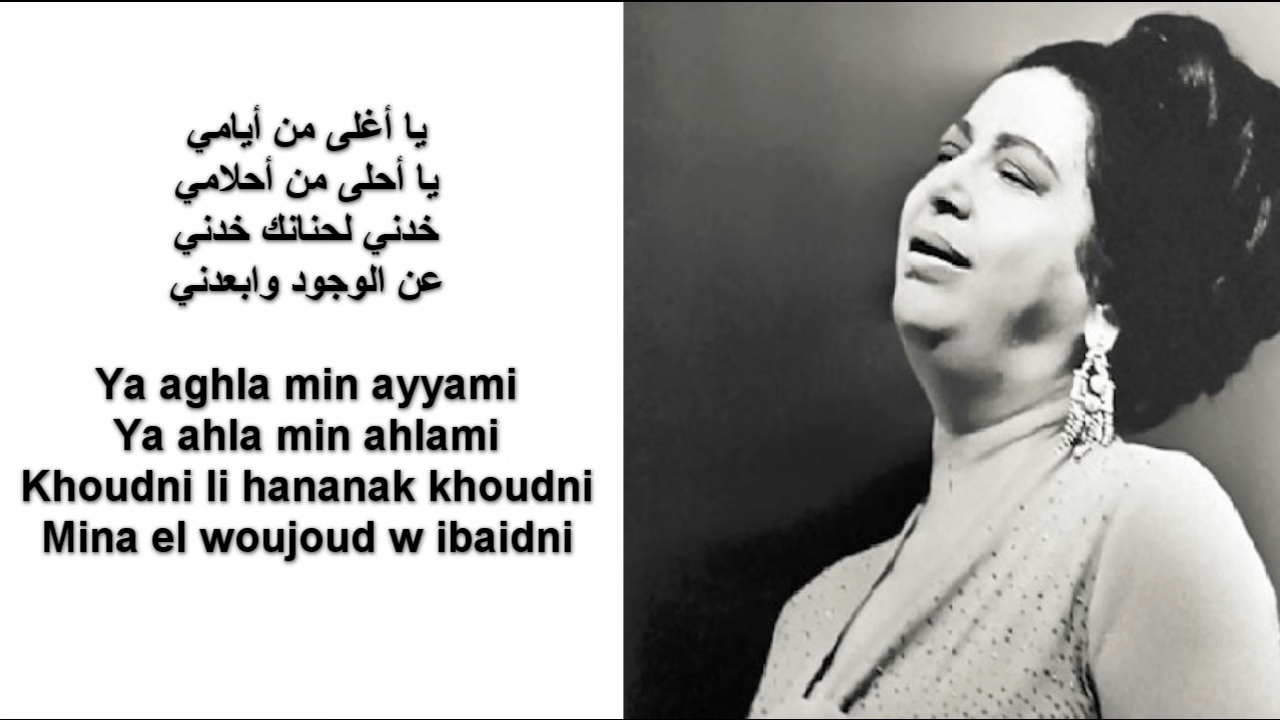 يا أغلى من أيامي
يا أحلى من أحلامي
خدني لحنانك خدني
عن الوجود وابعدني
Ya aghla min ayyami
Ya ahla min ahlami
Khoudni li hananak khoudni
Mina el woujoud w ibaidni